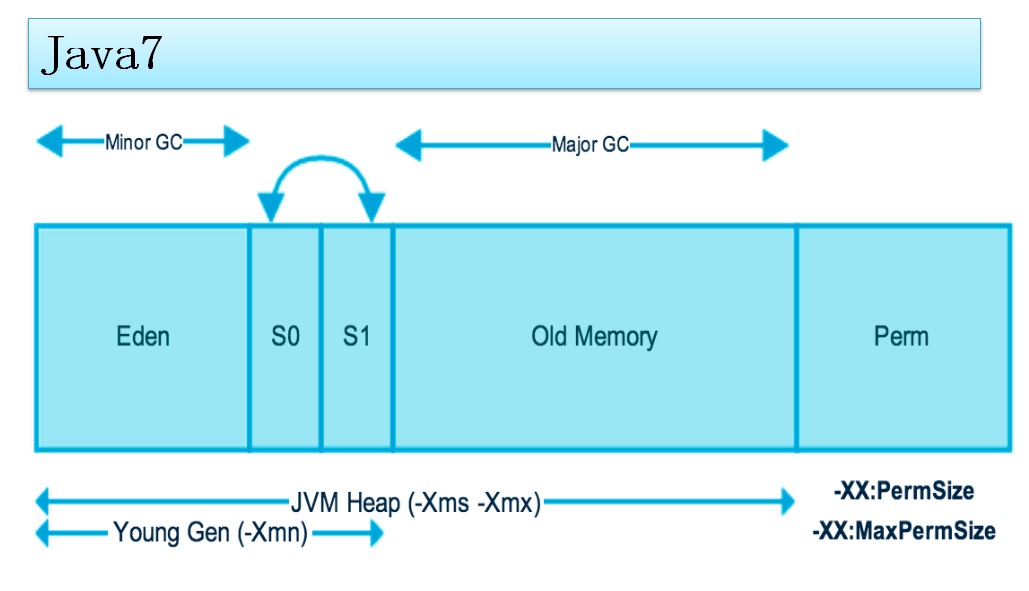 Java7
Minor GC
Major GC
Eden
S0
S1
Old Memory
Perm
JVM Heap (-Xms -Xmx)
Young Gen (-Xmn)
-XX:PermSize
-XX:MaxPermSize